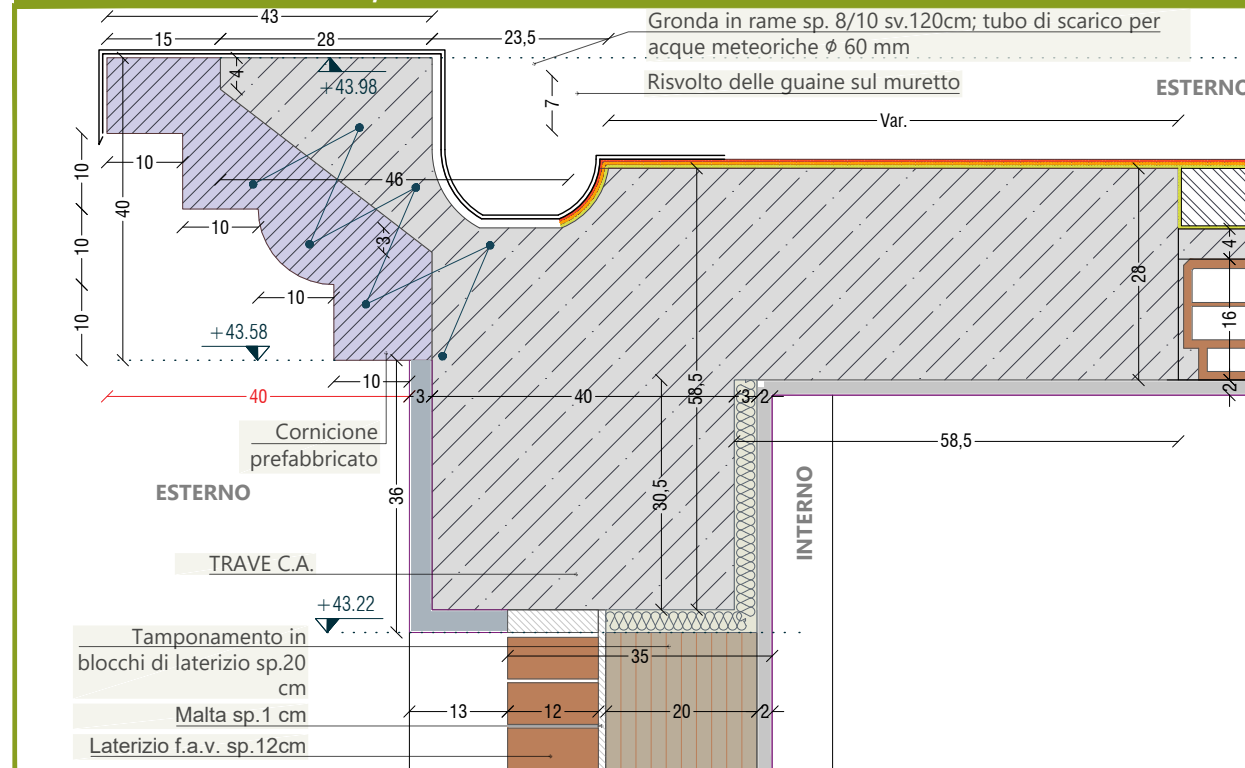 43
15
28
23,5
Gronda in rame sp. 8/10 sv.120cm; tubo di scarico per
acque meteoriche ϕ 60 mm
4
+43.98
7
Risvolto delle guaine sul muretto
ESTERNO
Var.
10
10
46
40
10
10
3
28
4
16
10
10
+43.58
10
40
3
40
58,5
3
2
2
Cornicione
prefabbricato
58,5
ESTERNO
36
30,5
INTERNO
TRAVE C.A.
+43.22
Tamponamento in
blocchi di laterizio sp.20
cm
35
Malta sp.1 cm
13
12
20
2
Laterizio f.a.v. sp.12cm